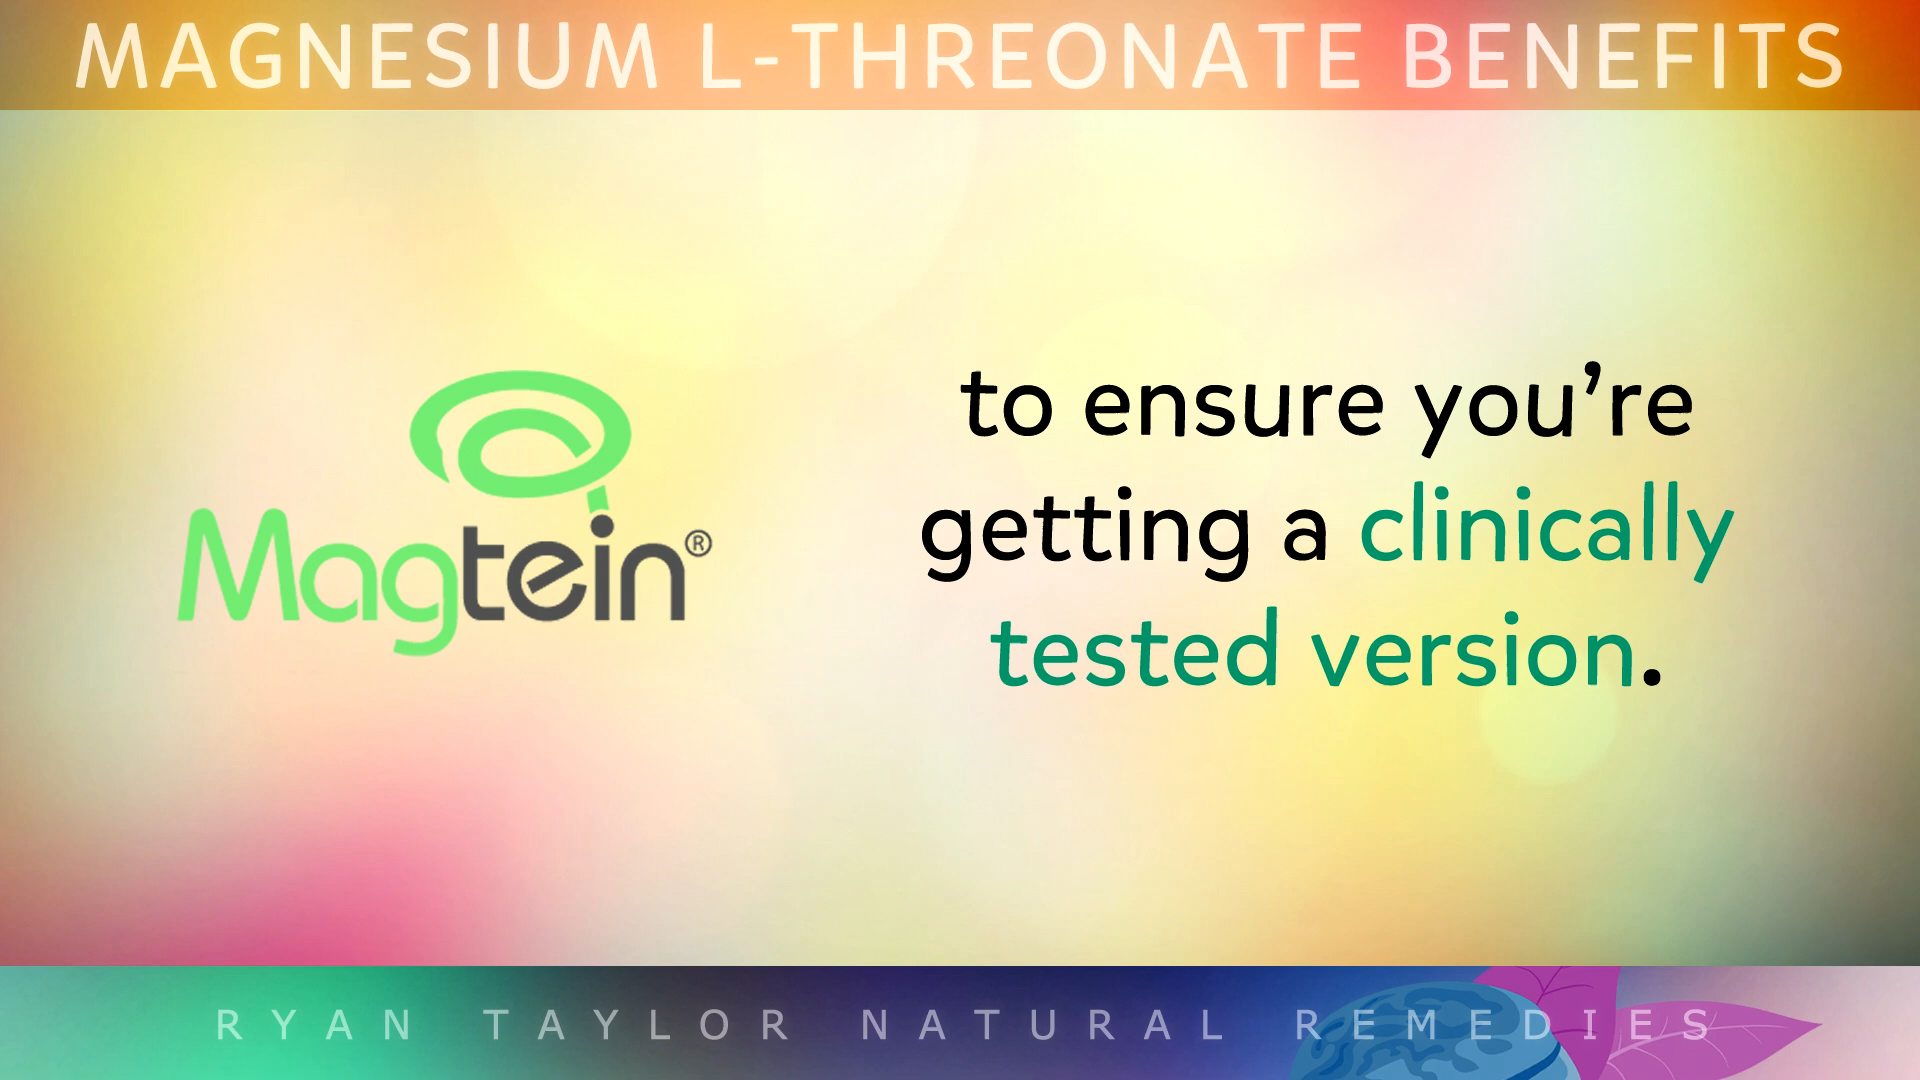 MAGNESIUM L-THREONATE BENEFITS
Magtein®
to ensure you’re
getting a clinically
tested version.
RYAN TAYLOR NATURAL REMEDIES